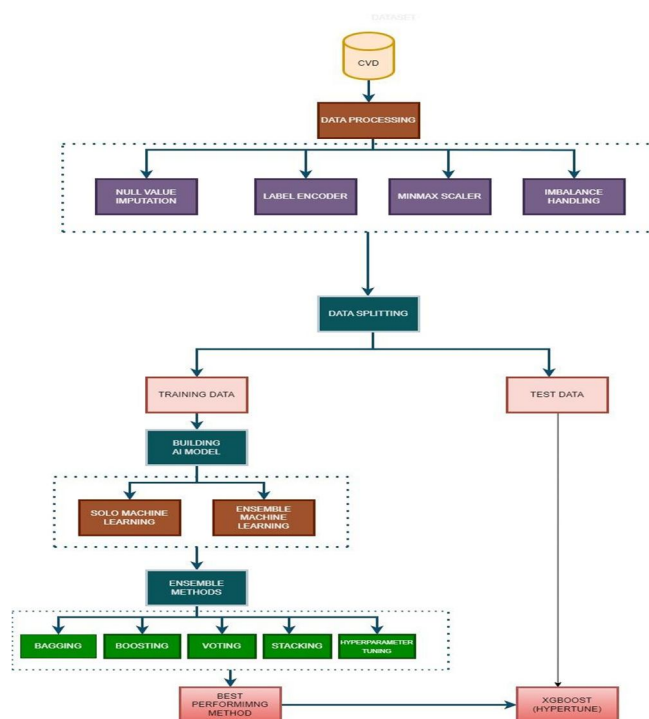 DATASET
CVD
DATA PROCESSING
NULL VALUE
IMPUTATION
LABEL ENCODER
MINMAX SCALER
IMBALANCE
HANDLING
DATA SPLITTING
TRAINING DATA
TEST DATA
BUILDING
AI MODEL
SOLO MACHINE
LEARNING
ENSEMBLE
MACHINE
LEARNING
ENSEMBLE
METHODS
BAGGING
BOOSTING
VOTING
STACKING
HYPERPARAMETER
TUNING
BEST
PERFORMIMNG
METHOD
XGBOOST
(HYPERTUNE)